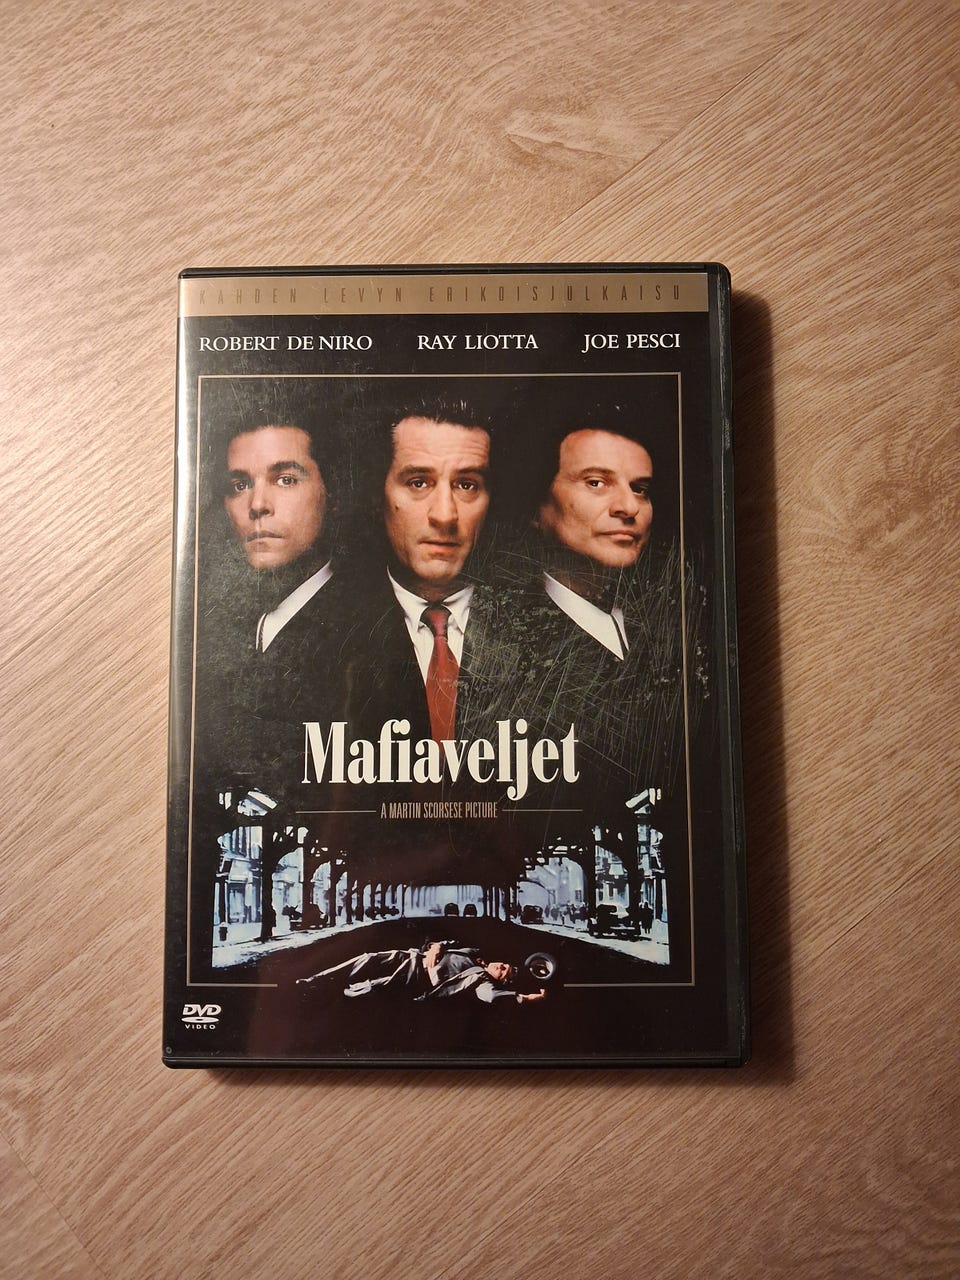 KAHDEN LEVYN ERIKOISJULKAISU
ROBERT DE NIRO RAY LIOTTA JOE PESCI
Mafiaveljet
A MARTIN SCORSESE PICTURE
DVD
VIDEO